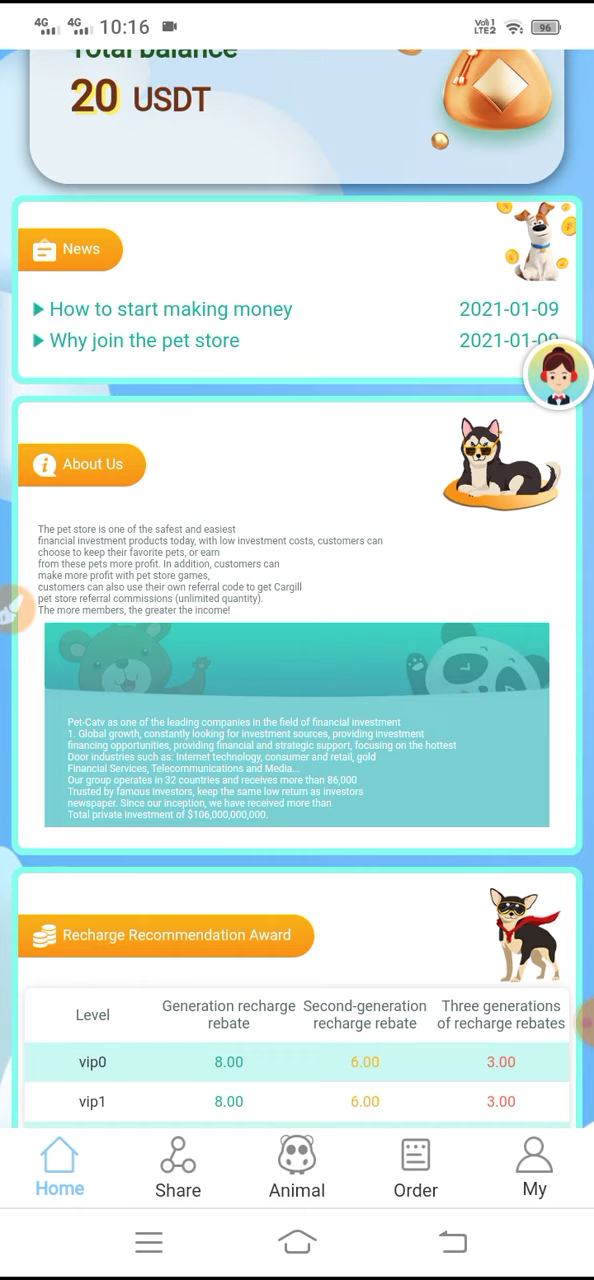 4G 4G 10:16 Vo)) 1 LTE2 96
Total balance
20 USDT
News
How to start making money 2021-01-09
Why join the pet store 2021-01-09
About Us
The pet store is one of the safest and easiest
financial investment products today, with low investment costs, customers can
choose to keep their favorite pets, or earn
from these pets more profit. In addition, customers can
make more profit with pet store games,
customers can also use their own referral code to get Cargill
pet store referral commissions (unlimited quantity).
The more members, the greater the income!
Pet-Catv as one of the leading companies in the field of financial investment
1. Global growth, constantly looking for investment sources, providing investment
financing opportunities, providing financial and strategic support, focusing on the hottest
Door industries such as: Internet technology, consumer and retail, gold
Financial Services, Telecommunications and Media...
Our group operates in 32 countries and receives more than 86,000
Trusted by famous investors, keep the same low return as investors
newspaper. Since our inception, we have received more than
Total private investment of $106,000,000,000.
Recharge Recommendation Award
Level Generation recharge rebate Second-generation recharge rebate Three generations of recharge rebates
vip0 8.00 6.00 3.00
vip1 8.00 6.00 3.00
Home Share Animal Order My